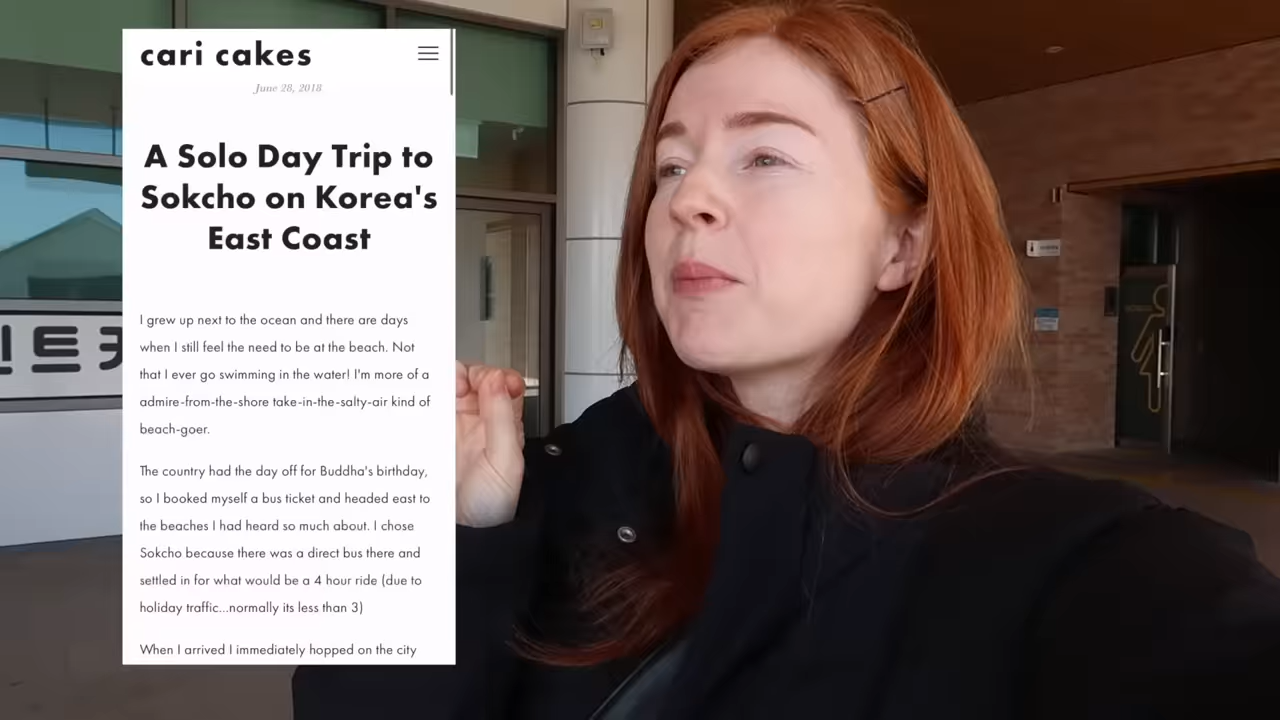 cari cakes
June 28, 2018
A Solo Day Trip to
Sokcho on Korea's
East Coast
I grew up next to the ocean and there are days
when I still feel the need to be at the beach. Not
that I ever go swimming in the water! I'm more of a
admire-from-the-shore take-in-the-salty-air kind of
beach-goer.
The country had the day off for Buddha's birthday,
so I booked myself a bus ticket and headed east to
the beaches I had heard so much about. I chose
Sokcho because there was a direct bus there and
settled in for what would be a 4 hour ride (due to
holiday traffic...normally its less than 3)
When I arrived I immediately hopped on the city